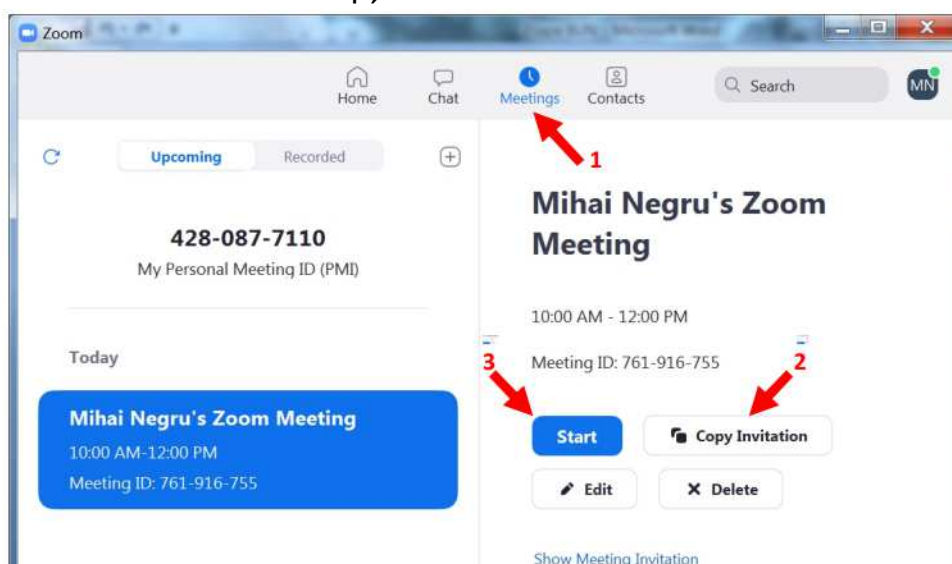 Zoom
Home
Chat
Meetings
Contacts
Search
MN
Upcoming
Recorded
1
428-087-7110
My Personal Meeting ID (PMI)
Today
Mihai Negru's Zoom Meeting
10:00 AM-12:00 PM
Meeting ID: 761-916-755
Mihai Negru's Zoom
Meeting
10:00 AM - 12:00 PM
Meeting ID: 761-916-755
3
2
Start
Copy Invitation
Edit
Delete
Show Meeting Invitation